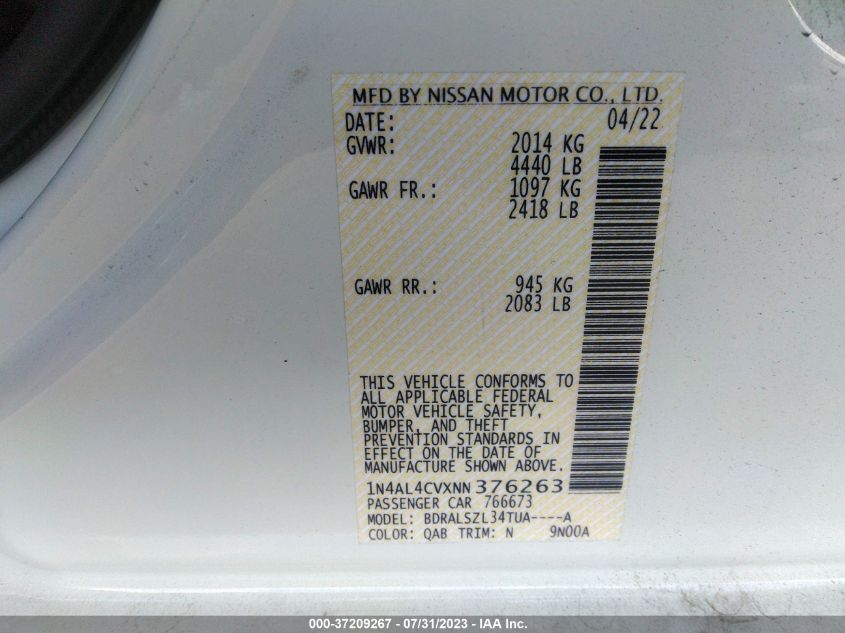 MFD BY NISSAN MOTOR CO., LTD.
DATE: 04/22
GVWR: 2014 KG
4440 LB
GAWR FR.: 1097 KG
2418 LB
GAWR RR.: 945 KG
2083 LB
THIS VEHICLE CONFORMS TO
ALL APPLICABLE FEDERAL
MOTOR VEHICLE SAFETY,
BUMPER, AND THEFT
PREVENTION STANDARDS IN
EFFECT ON THE DATE OF
MANUFACTURE SHOWN ABOVE.
1N4AL4CVXNN376263
PASSENGER CAR 766673
MODEL: BDRALSZL34TUA----A
COLOR: QAB TRIM: N 9N00A
000-37209267 - 07/31/2023 - IAA Inc.